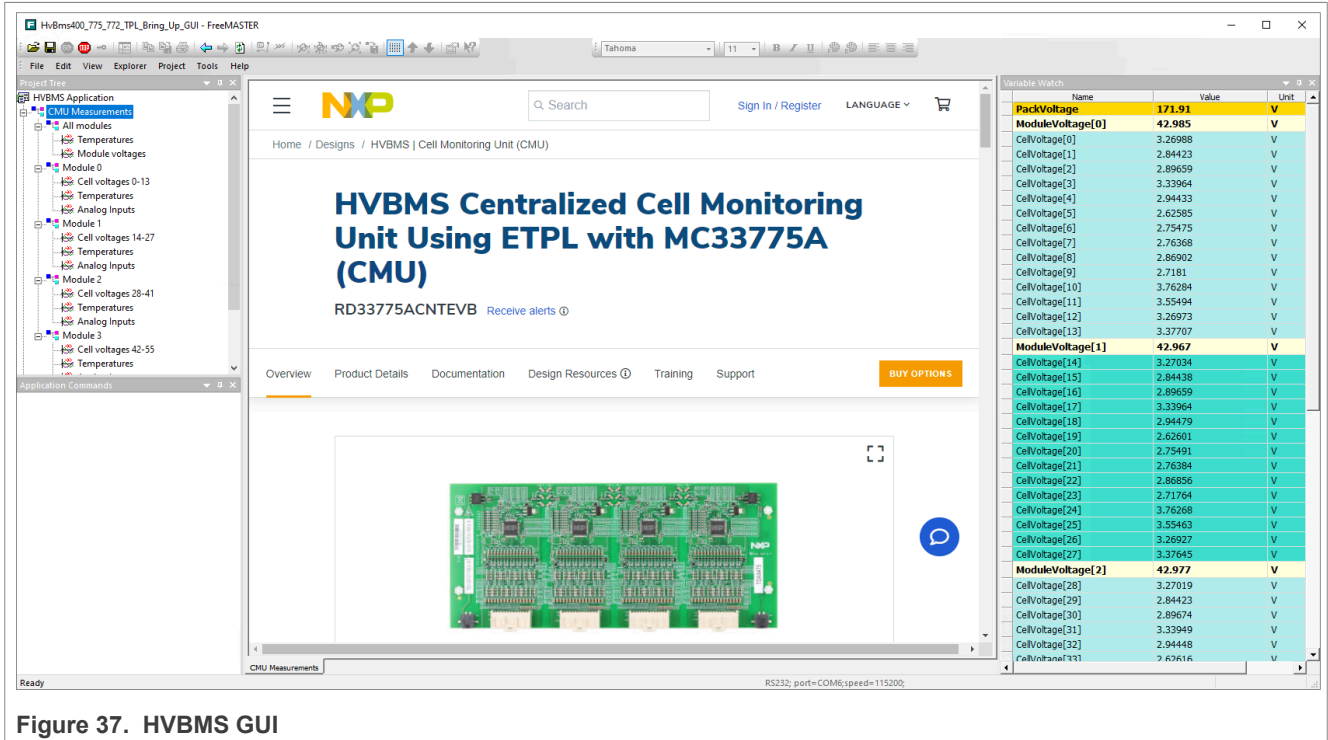 HvBms400_775_772_TPL_Bring_Up_GUI - FreeMASTER
Tahoma 11 B I U
File Edit View Explorer Project Tools Help
Project Tree
HVBMS Application
CMU Measurements
All modules
Temperatures
Module voltages
Module 0
Cell voltages 0-13
Temperatures
Analog Inputs
Module 1
Cell voltages 14-27
Temperatures
Analog Inputs
Module 2
Cell voltages 28-41
Temperatures
Analog Inputs
Module 3
Cell voltages 42-55
Temperatures
Application Commands
NXP
Search
Sign In / Register
LANGUAGE
Home / Designs / HVBMS | Cell Monitoring Unit (CMU)
HVBMS Centralized Cell Monitoring
Unit Using ETPL with MC33775A
(CMU)
RD33775ACNTEVB Receive alerts
Overview Product Details Documentation Design Resources Training Support
BUY OPTIONS
NXP
CMU Measurements
Variable Watch
Name Value Unit
PackVoltage 171.91 V
ModuleVoltage[0] 42.985 V
CellVoltage[0] 3.26988 V
CellVoltage[1] 2.84423 V
CellVoltage[2] 2.89659 V
CellVoltage[3] 3.33964 V
CellVoltage[4] 2.94433 V
CellVoltage[5] 2.62585 V
CellVoltage[6] 2.75475 V
CellVoltage[7] 2.76368 V
CellVoltage[8] 2.86902 V
CellVoltage[9] 2.7181 V
CellVoltage[10] 3.76284 V
CellVoltage[11] 3.55494 V
CellVoltage[12] 3.26973 V
CellVoltage[13] 3.37707 V
ModuleVoltage[1] 42.967 V
CellVoltage[14] 3.27034 V
CellVoltage[15] 2.84438 V
CellVoltage[16] 2.89659 V
CellVoltage[17] 3.33964 V
CellVoltage[18] 2.94479 V
CellVoltage[19] 2.62601 V
CellVoltage[20] 2.75491 V
CellVoltage[21] 2.76384 V
CellVoltage[22] 2.86856 V
CellVoltage[23] 2.71764 V
CellVoltage[24] 3.76268 V
CellVoltage[25] 3.55463 V
CellVoltage[26] 3.26927 V
CellVoltage[27] 3.37645 V
ModuleVoltage[2] 42.977 V
CellVoltage[28] 3.27019 V
CellVoltage[29] 2.84423 V
CellVoltage[30] 2.89674 V
CellVoltage[31] 3.33949 V
CellVoltage[32] 2.94448 V
CellVoltage[33] 2.62616 V
Ready
RS232; port=COM6;speed=115200;
Figure 37. HVBMS GUI